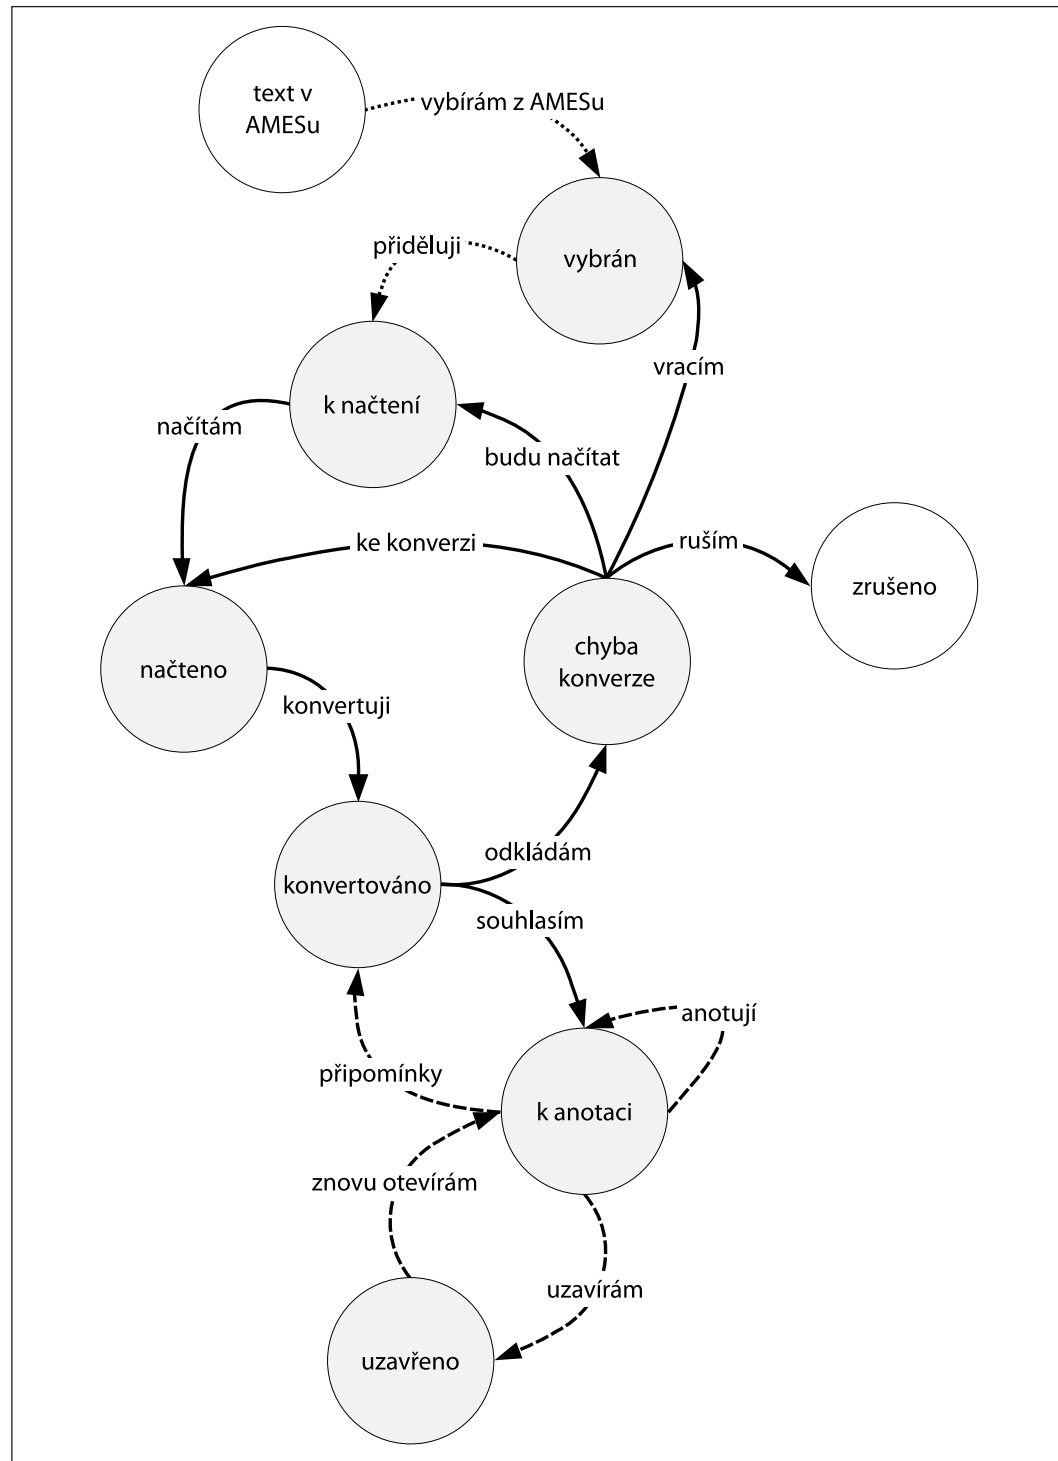 text v
AMESu
vybírám z AMESu
přiděluji
vybrán
vracím
k načtení
načítám
budu načítat
ke konverzi
ruším
zrušeno
načteno
chyba
konverze
konvertuji
odkládám
konvertováno
souhlasím
anotují
připomínky
k anotaci
znovu otevírám
uzavírám
uzavřeno